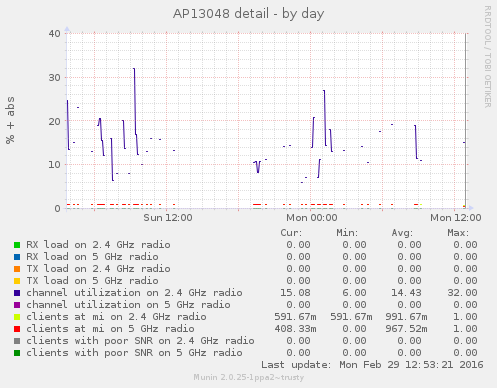 AP13048 detail - by day
RRDTOOL / TOBI OETIKER
% + abs
40
30
20
10
0
Sun 12:00 Mon 00:00 Mon 12:00
Cur: Min: Avg: Max:
RX load on 2.4 GHz radio 0.00 0.00 0.00 0.00
RX load on 5 GHz radio 0.00 0.00 0.00 0.00
TX load on 2.4 GHz radio 0.00 0.00 0.00 0.00
TX load on 5 GHz radio 0.00 0.00 0.00 0.00
channel utilization on 2.4 GHz radio 15.08 6.00 14.43 32.00
channel utilization on 5 GHz radio 0.00 0.00 0.00 0.00
clients at mi on 2.4 GHz radio 591.67m 591.67m 991.67m 1.00
clients at mi on 5 GHz radio 408.33m 0.00 967.52m 1.00
clients with poor SNR on 2.4 GHz radio 0.00 0.00 0.00 0.00
clients with poor SNR on 5 GHz radio 0.00 0.00 0.00 0.00
Last update: Mon Feb 29 12:53:21 2016
Munin 2.0.25-1ppa2~trusty